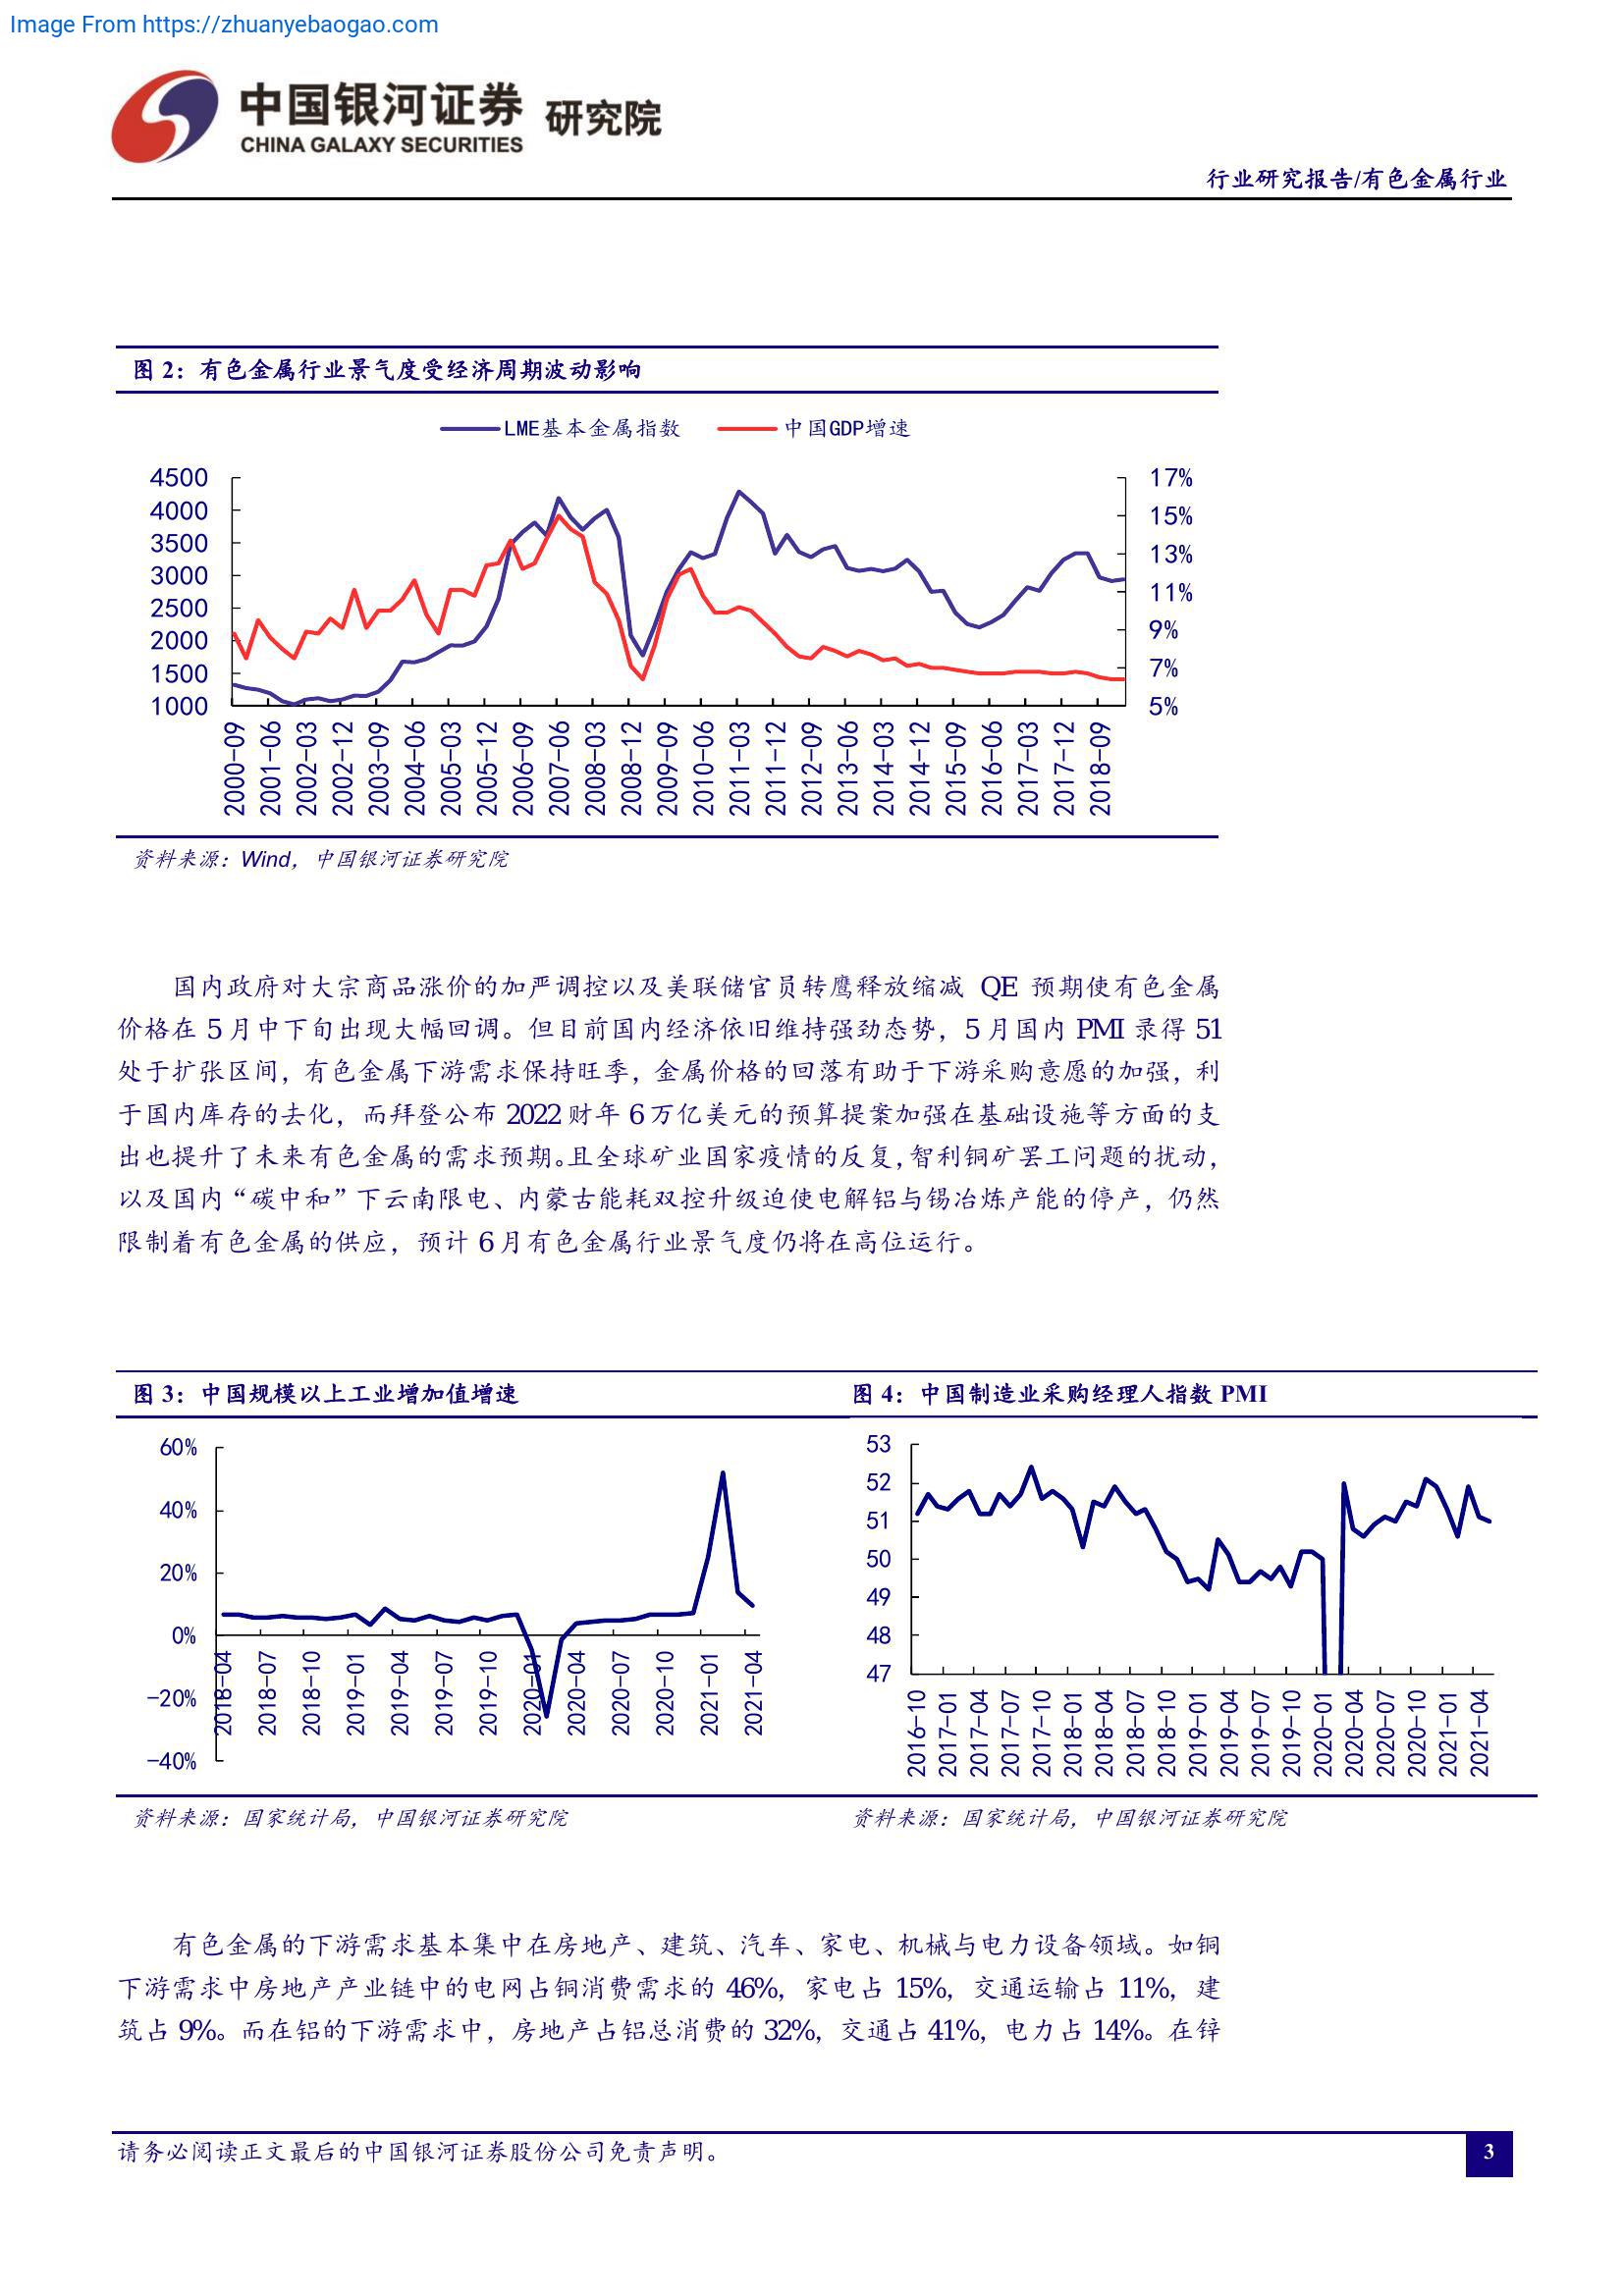 Image From https://zhuanyebaogao.com
中国银河证券 研究院
CHINA GALAXY SECURITIES
行业研究报告/有色金属行业
图 2：有色金属行业景气度受经济周期波动影响
LME基本金属指数 中国GDP增速
4500 17%
4000 15%
3500 13%
3000 11%
2500 9%
2000 7%
1500 5%
1000
2000-09 2001-06 2002-03 2002-12 2003-09 2004-06 2005-03 2005-12 2006-09 2007-06 2008-03 2008-12 2009-09 2010-06 2011-03 2011-12 2012-09 2013-06 2014-03 2014-12 2015-09 2016-06 2017-03 2017-12 2018-09
资料来源：Wind，中国银河证券研究院
国内政府对大宗商品涨价的加严调控以及美联储官员转鹰释放缩减 QE 预期使有色金属
价格在 5 月中下旬出现大幅回调。但目前国内经济依旧维持强劲态势，5 月国内 PMI 录得 51
处于扩张区间，有色金属下游需求保持旺季，金属价格的回落有助于下游采购意愿的加强，利
于国内库存的去化，而拜登公布 2022 财年 6 万亿美元的预算提案加强在基础设施等方面的支
出也提升了未来有色金属的需求预期。且全球矿业国家疫情的反复，智利铜矿罢工问题的扰动，
以及国内“碳中和”下云南限电、内蒙古能耗双控升级迫使电解铝与锡冶炼产能的停产，仍然
限制着有色金属的供应，预计 6 月有色金属行业景气度仍将在高位运行。
图 3：中国规模以上工业增加值增速
60%
40%
20%
0%
-20%
-40%
2018-04 2018-07 2018-10 2019-01 2019-04 2019-07 2019-10 2020-01 2020-04 2020-07 2020-10 2021-01 2021-04
资料来源：国家统计局，中国银河证券研究院
图 4：中国制造业采购经理人指数 PMI
53
52
51
50
49
48
47
2016-10 2017-01 2017-04 2017-07 2017-10 2018-01 2018-04 2018-07 2018-10 2019-01 2019-04 2019-07 2019-10 2020-01 2020-04 2020-07 2020-10 2021-01 2021-04
资料来源：国家统计局，中国银河证券研究院
有色金属的下游需求基本集中在房地产、建筑、汽车、家电、机械与电力设备领域。如铜
下游需求中房地产产业链中的电网占铜消费需求的 46%，家电占 15%，交通运输占 11%，建
筑占 9%。而在铝的下游需求中，房地产占铝总消费的 32%，交通占 41%，电力占 14%。在锌
请务必阅读正文最后的中国银河证券股份公司免责声明。
3